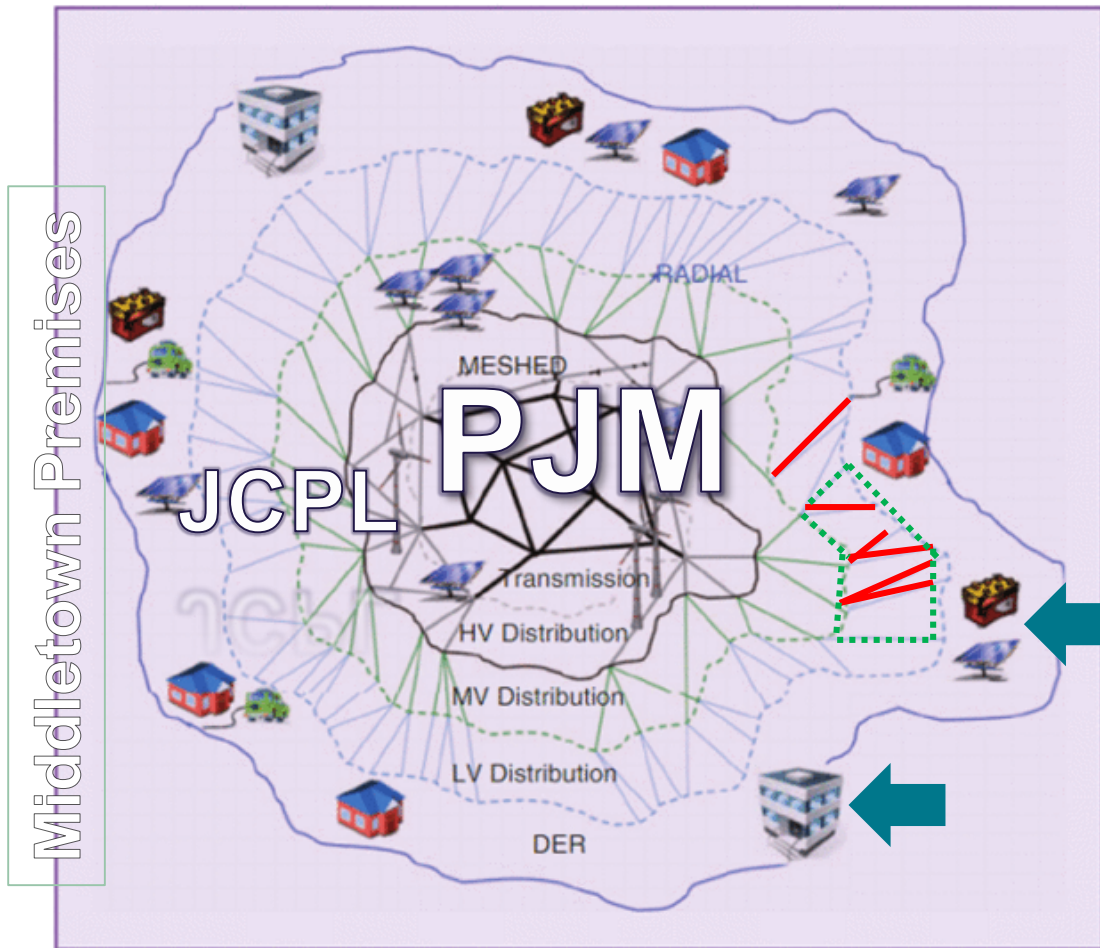 Middletown Premises
RADIAL
MESHED
PJM
JCPL
Transmission
HV Distribution
MV Distribution
LV Distribution
DER